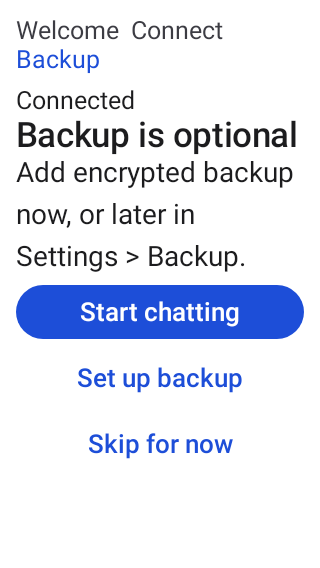 Welcome Connect
Backup
Connected
Backup is optional
Add encrypted backup
now, or later in
Settings > Backup.
Start chatting
Set up backup
Skip for now